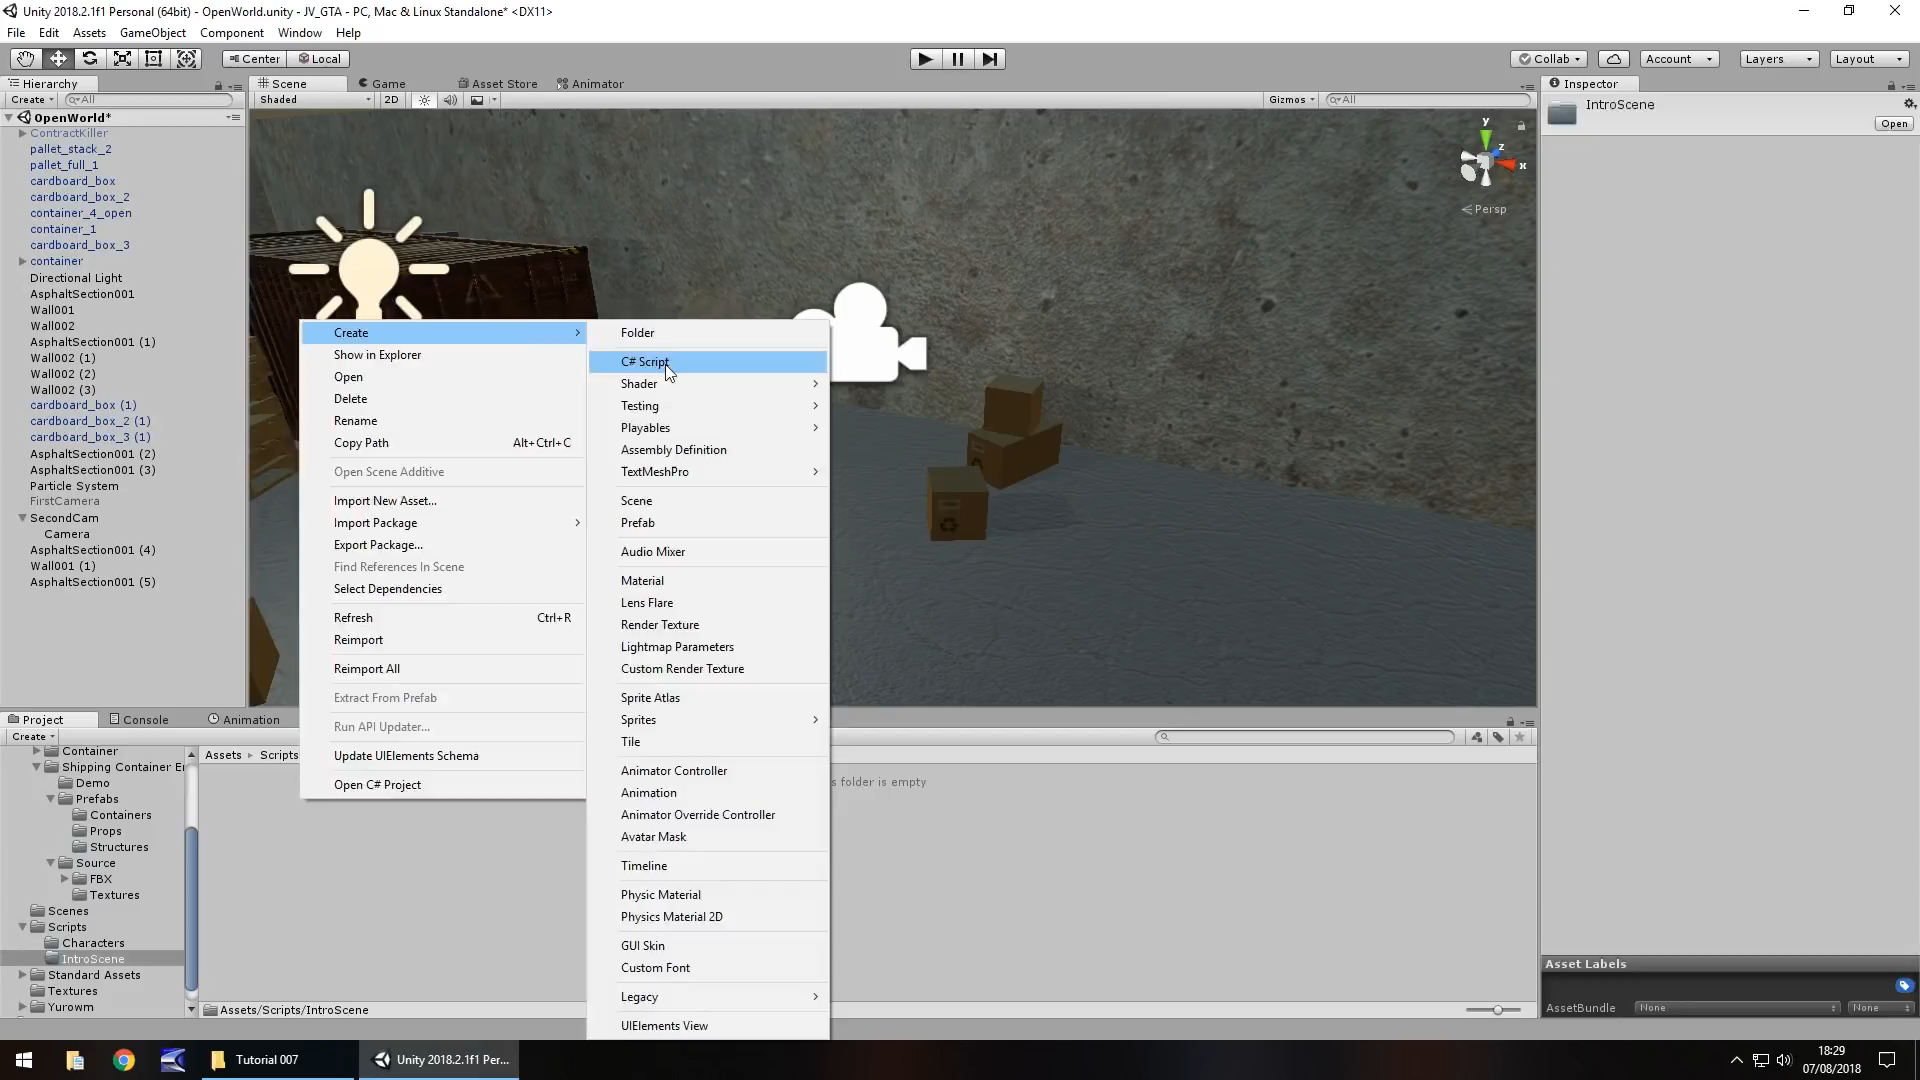 Unity 2018.2.1f1 Personal (64bit) - OpenWorld.unity - JV_GTA - PC, Mac & Linux Standalone* <DX11>
File Edit Assets GameObject Component Window Help
Center Local Collab Account Layers Layout
Hierarchy Scene Game Asset Store Animator Inspector
Create All Shaded 2D Gizmos All
IntroScene
Open
OpenWorld*
ContractKiller
pallet_stack_2
pallet_full_1
cardboard_box
cardboard_box_2
container_4_open
container_1
cardboard_box_3
container
Directional Light
AsphaltSection001
Wall001
Wall002
AsphaltSection001 (1)
Wall002 (1)
Wall002 (2)
Wall002 (3)
cardboard_box (1)
cardboard_box_2 (1)
cardboard_box_3 (1)
AsphaltSection001 (2)
AsphaltSection001 (3)
Particle System
FirstCamera
SecondCam
Camera
AsphaltSection001 (4)
Wall001 (1)
AsphaltSection001 (5)
y
z
x
Persp
Create
Show in Explorer
Open
Delete
Rename
Copy Path Alt+Ctrl+C
Open Scene Additive
Import New Asset...
Import Package
Export Package...
Find References In Scene
Select Dependencies
Refresh Ctrl+R
Reimport
Reimport All
Extract From Prefab
Run API Updater...
Update UIElements Schema
Open C# Project
Folder
C# Script
Shader
Testing
Playables
Assembly Definition
TextMeshPro
Scene
Prefab
Audio Mixer
Material
Lens Flare
Render Texture
Lightmap Parameters
Custom Render Texture
Sprite Atlas
Sprites
Tile
Animator Controller
Animation
Animator Override Controller
Avatar Mask
Timeline
Physic Material
Physics Material 2D
GUI Skin
Custom Font
Legacy
UIElements View
Project Console Animation
Create
Container
Shipping Container Er
Demo
Prefabs
Containers
Props
Structures
Source
FBX
Textures
Scenes
Scripts
Characters
IntroScene
Standard Assets
Textures
Yurowm
Assets Scripts
s folder is empty
Assets/Scripts/IntroScene
Asset Labels
AssetBundle None None
Tutorial 007
Unity 2018.2.1f1 Per...
18:29
07/08/2018